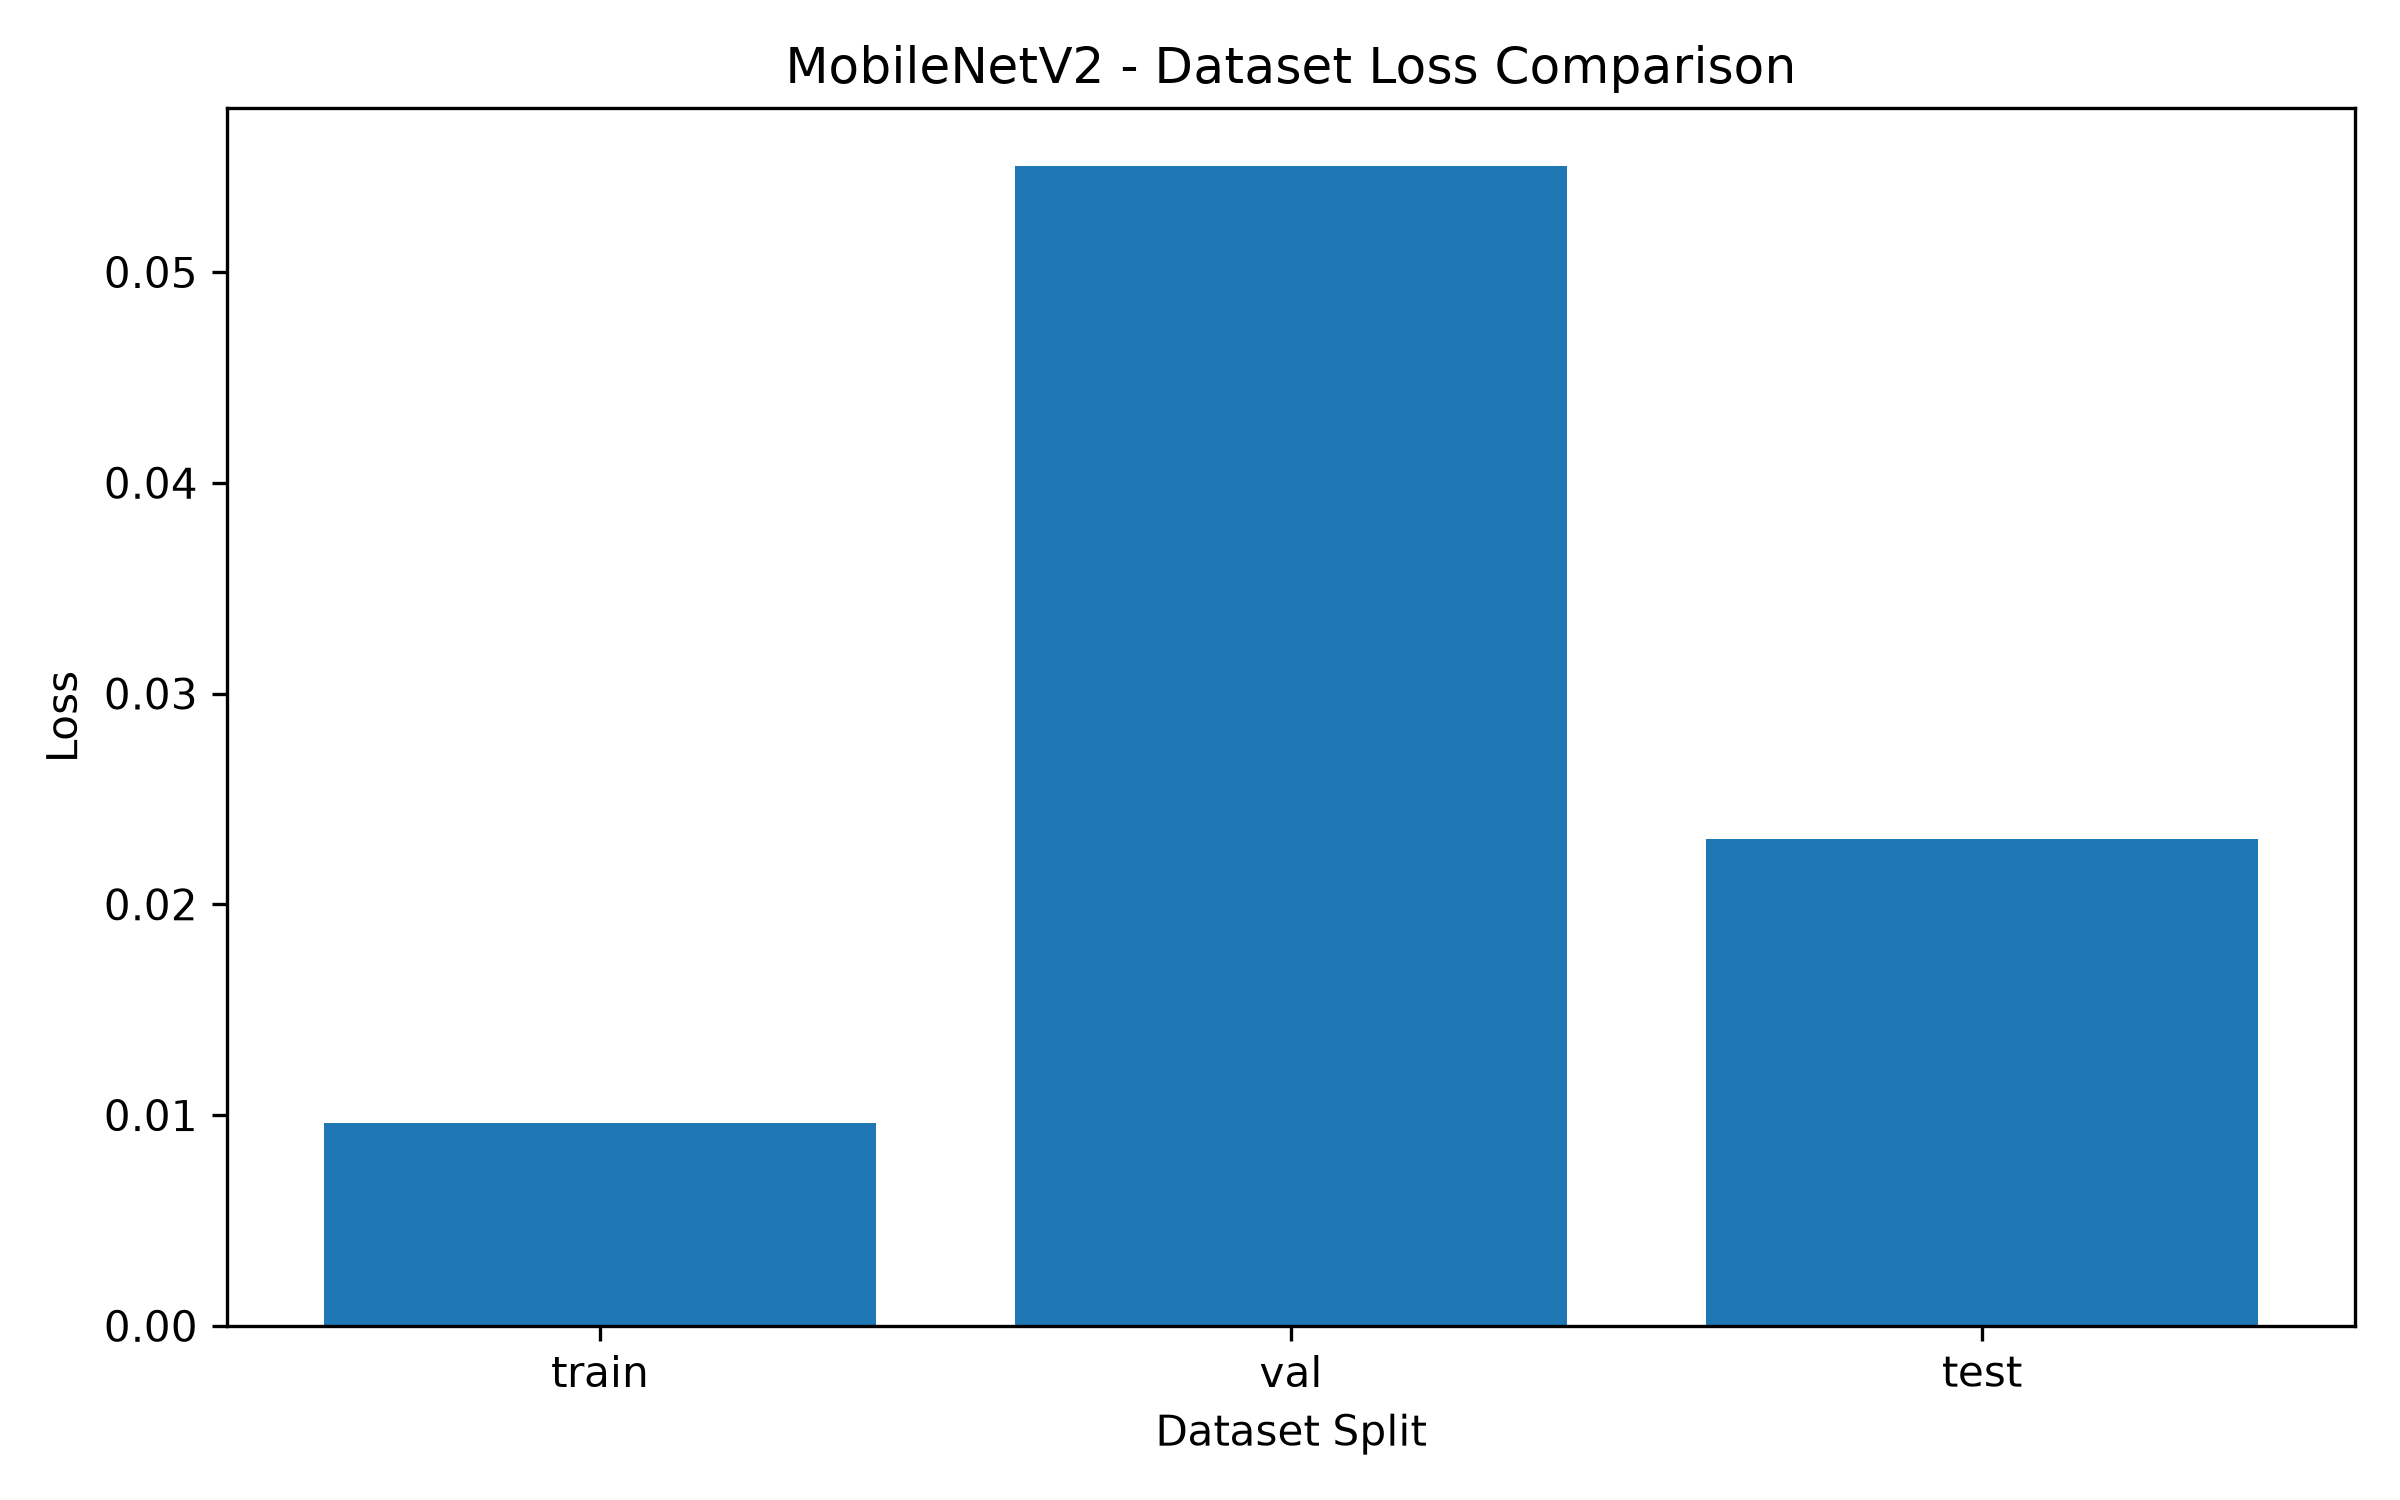 MobileNetV2 - Dataset Loss Comparison
Loss
0.05
0.04
0.03
0.02
0.01
0.00
train val test
Dataset Split